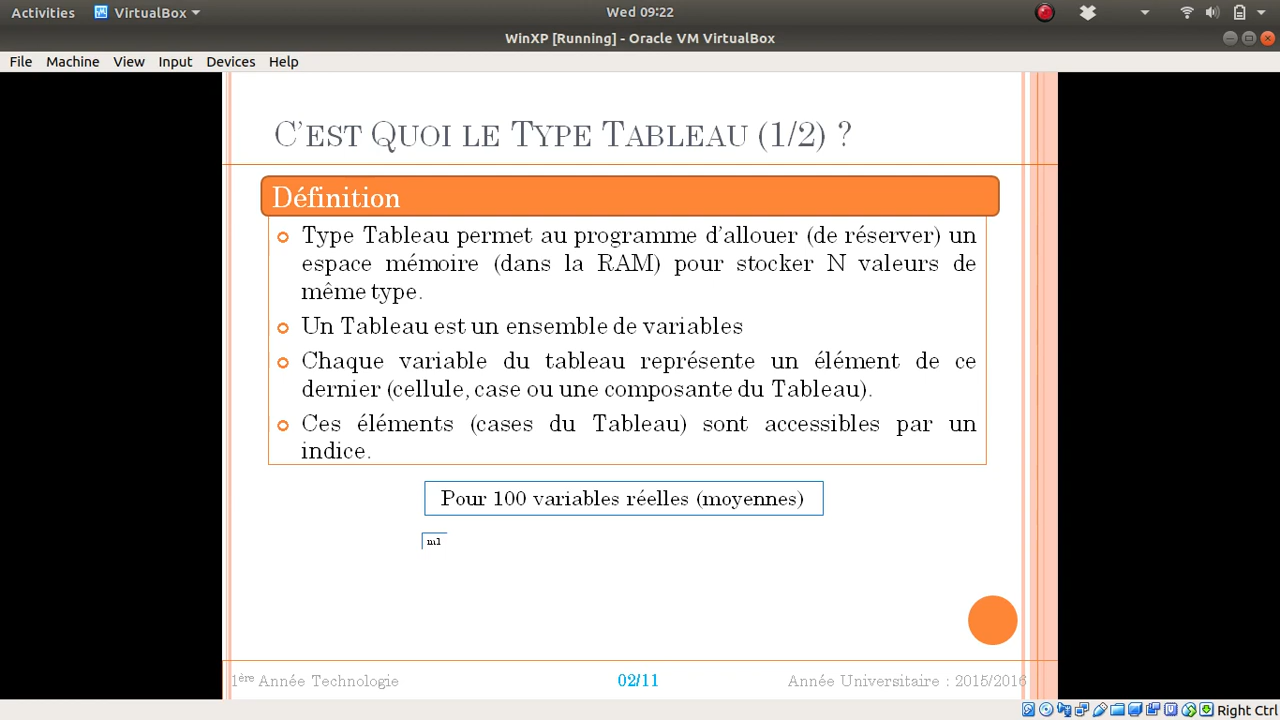 Activities VirtualBox Wed 09:22
WinXP [Running] - Oracle VM VirtualBox
File Machine View Input Devices Help
C'EST QUOI LE TYPE TABLEAU (1/2) ?
Définition
Type Tableau permet au programme d'allouer (de réserver) un
espace mémoire (dans la RAM) pour stocker N valeurs de
même type.
Un Tableau est un ensemble de variables
Chaque variable du tableau représente un élément de ce
dernier (cellule, case ou une composante du Tableau).
Ces éléments (cases du Tableau) sont accessibles par un
indice.
Pour 100 variables réelles (moyennes)
m1
1ère Année Technologie 02/11 Année Universitaire : 2015/2016
Right Ctrl